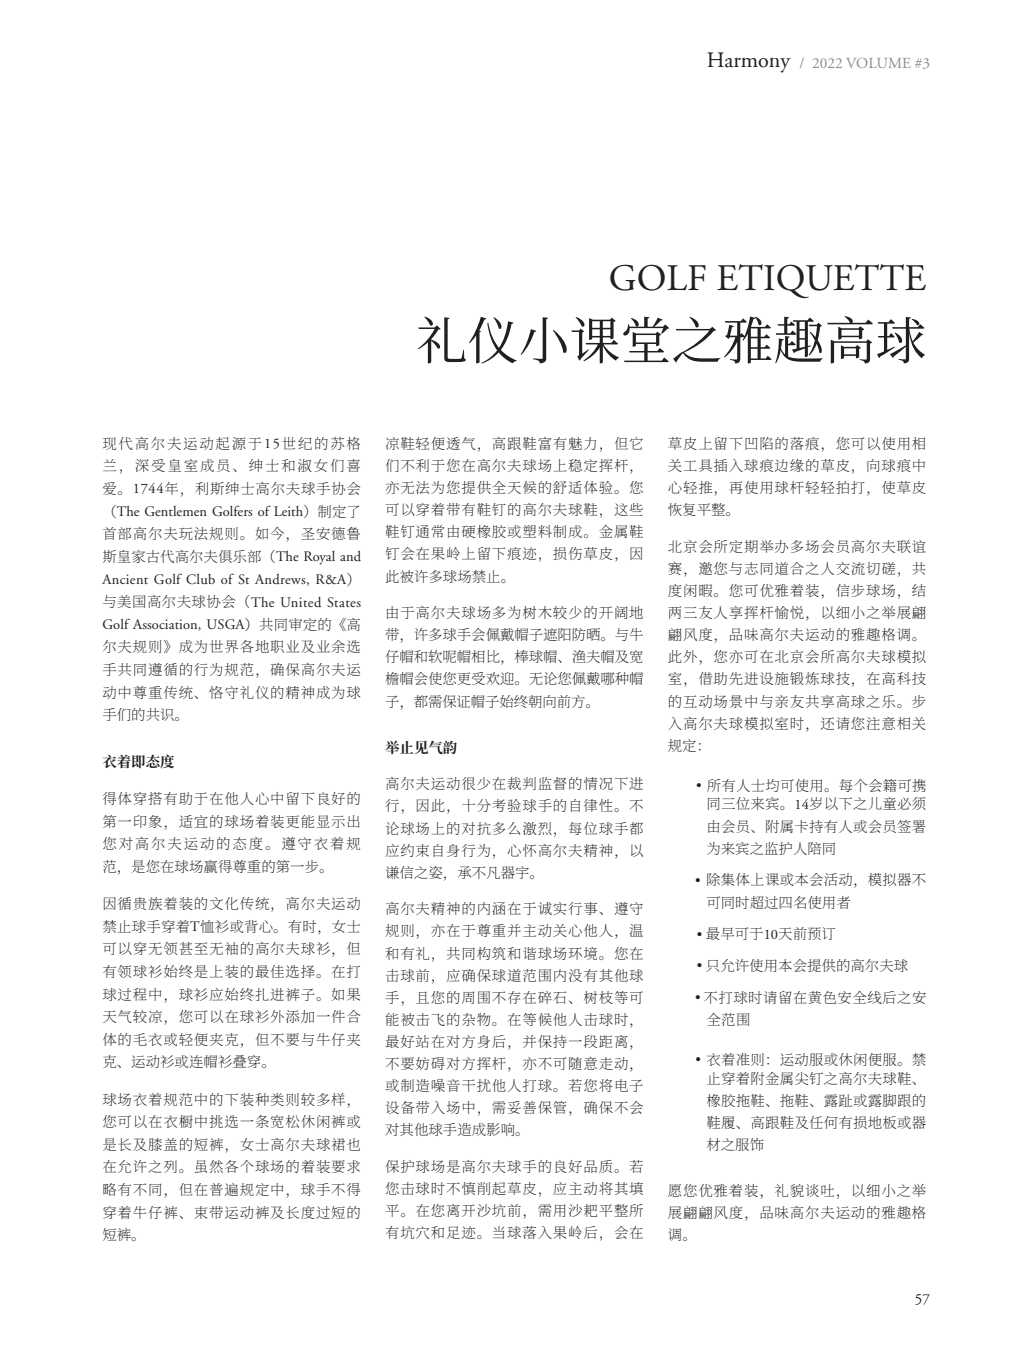 Harmony / 2022 VOLUME #3
GOLF ETIQUETTE
礼仪小课堂之雅趣高球
现代高尔夫运动起源于15世纪的苏格
兰，深受皇室成员、绅士和淑女们喜
爱。1744年，利斯绅士高尔夫球手协会
（The Gentlemen Golfers of Leith）制定了
首部高尔夫玩法规则。如今，圣安德鲁
斯皇家古代高尔夫俱乐部（The Royal and
Ancient Golf Club of St Andrews, R&A）
与美国高尔夫球协会（The United States
Golf Association, USGA）共同审定的《高
尔夫规则》成为世界各地职业及业余选
手共同遵循的行为规范，确保高尔夫运
动中尊重传统、恪守礼仪的精神成为球
手们的共识。
衣着即态度
得体穿搭有助于在他人心中留下良好的
第一印象，适宜的球场着装更能显示出
您对高尔夫运动的态度。遵守衣着规
范，是您在球场赢得尊重的第一步。
因循贵族着装的文化传统，高尔夫运动
禁止球手穿着T恤衫或背心。有时，女士
可以穿无领甚至无袖的高尔夫球衫，但
有领球衫始终是上装的最佳选择。在打
球过程中，球衫应始终扎进裤子。如果
天气较凉，您可以在球衫外添加一件合
体的毛衣或轻便夹克，但不要与牛仔夹
克、运动衫或连帽衫叠穿。
球场衣着规范中的下装种类则较多样，
您可以在衣橱中挑选一条宽松休闲裤或
是长及膝盖的短裤，女士高尔夫球裙也
在允许之列。虽然各个球场的着装要求
略有不同，但在普遍规定中，球手不得
穿着牛仔裤、束带运动裤及长度过短的
短裤。
凉鞋轻便透气，高跟鞋富有魅力，但它
们不利于您在高尔夫球场上稳定挥杆，
亦无法为您提供全天候的舒适体验。您
可以穿着带有鞋钉的高尔夫球鞋，这些
鞋钉通常由硬橡胶或塑料制成。金属鞋
钉会在果岭上留下痕迹，损伤草皮，因
此被许多球场禁止。
由于高尔夫球场多为树木较少的开阔地
带，许多球手会佩戴帽子遮阳防晒。与牛
仔帽和软呢帽相比，棒球帽、渔夫帽及宽
檐帽会使您更受欢迎。无论您佩戴哪种帽
子，都需保证帽子始终朝向前方。
举止见气韵
高尔夫运动很少在裁判监督的情况下进
行，因此，十分考验球手的自律性。不
论球场上的对抗多么激烈，每位球手都
应约束自身行为，心怀高尔夫精神，以
谦信之姿，承不凡器宇。
高尔夫精神的内涵在于诚实行事、遵守
规则，亦在于尊重并主动关心他人，温
和有礼，共同构筑和谐球场环境。您在
击球前，应确保球道范围内没有其他球
手，且您的周围不存在碎石、树枝等可
能被击飞的杂物。在等候他人击球时，
最好站在对方身后，并保持一段距离，
不要妨碍对方挥杆，亦不可随意走动，
或制造噪音干扰他人打球。若您将电子
设备带入场中，需妥善保管，确保不会
对其他球手造成影响。
保护球场是高尔夫球手的良好品质。若
您击球时不慎削起草皮，应主动将其填
平。在您离开沙坑前，需用沙耙平整所
有坑穴和足迹。当球落入果岭后，会在
草皮上留下凹陷的落痕，您可以使用相
关工具插入球痕边缘的草皮，向球痕中
心轻推，再使用球杆轻轻拍打，使草皮
恢复平整。
北京会所定期举办多场会员高尔夫联谊
赛，邀您与志同道合之人交流切磋，共
度闲暇。您可优雅着装，信步球场，结
两三友人享挥杆愉悦，以细小之举展翩
翩风度，品味高尔夫运动的雅趣格调。
此外，您亦可在北京会所高尔夫球模拟
室，借助先进设施锻炼球技，在高科技
的互动场景中与亲友共享高球之乐。步
入高尔夫球模拟室时，还请您注意相关
规定：
• 所有人士均可使用。每个会籍可携
同三位来宾。14岁以下之儿童必须
由会员、附属卡持有人或会员签署
为来宾之监护人陪同
• 除集体上课或本会活动，模拟器不
可同时超过四名使用者
• 最早可于10天前预订
• 只允许使用本会提供的高尔夫球
• 不打球时请留在黄色安全线后之安
全范围
• 衣着准则：运动服或休闲便服。禁
止穿着附金属尖钉之高尔夫球鞋、
橡胶拖鞋、拖鞋、露趾或露脚跟的
鞋履、高跟鞋及任何有损地板或器
材之服饰
愿您优雅着装，礼貌谈吐，以细小之举
展翩翩风度，品味高尔夫运动的雅趣格
调。
57